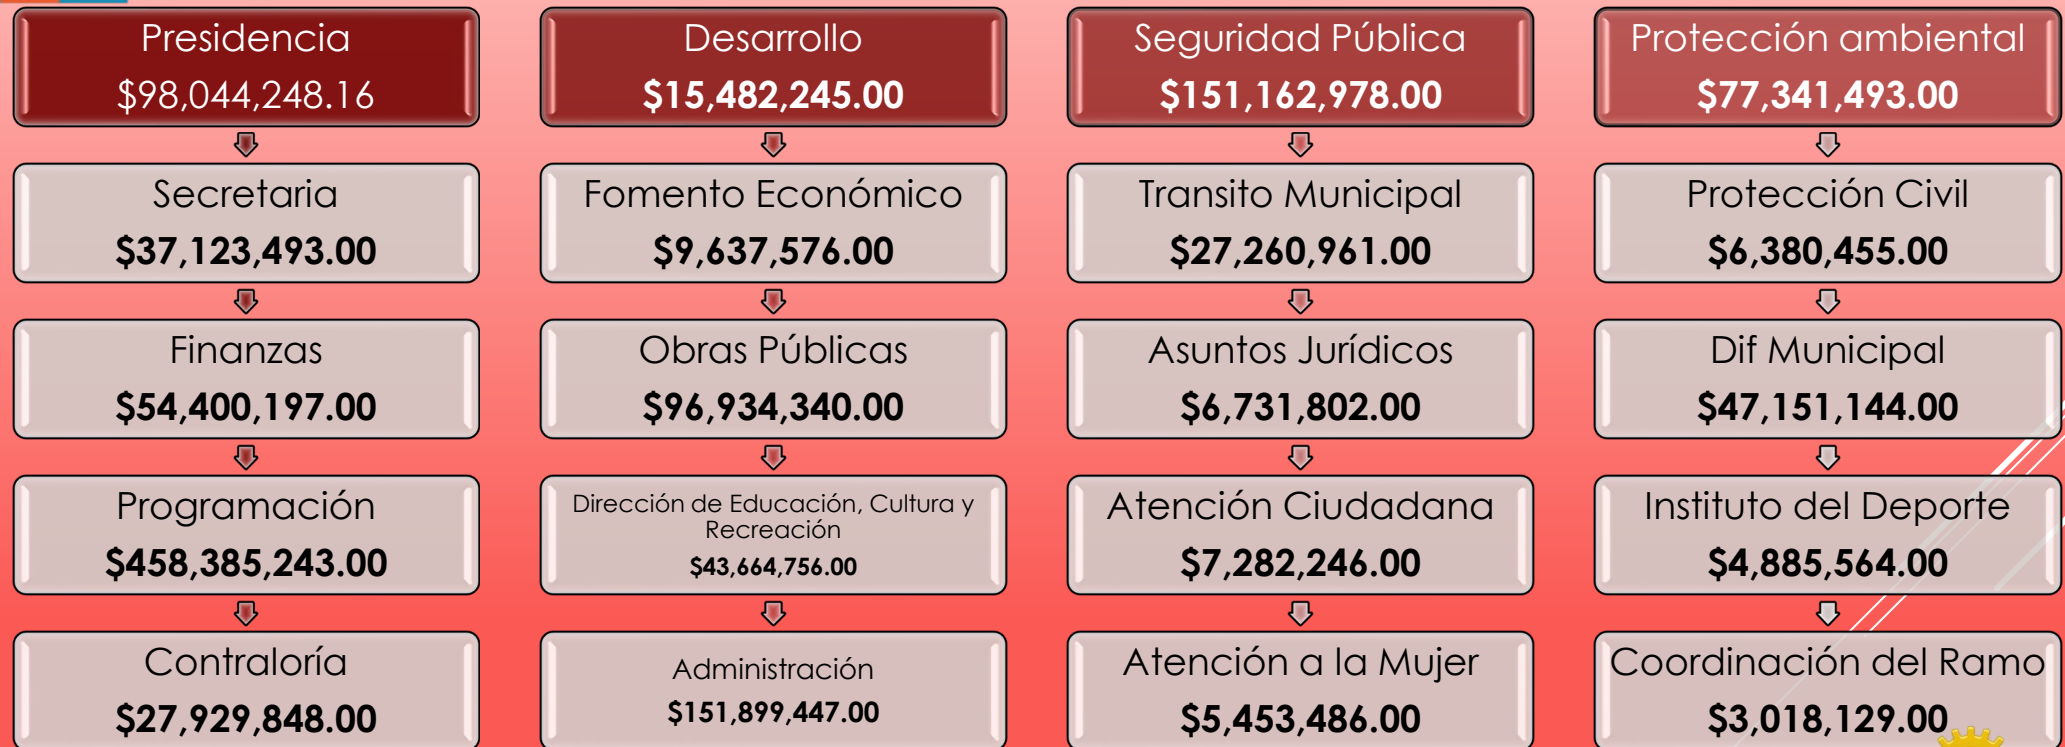 Presidencia
$98,044,248.16
Secretaria
$37,123,493.00
Finanzas
$54,400,197.00
Programación
$458,385,243.00
Contraloría
$27,929,848.00
Desarrollo
$15,482,245.00
Fomento Económico
$9,637,576.00
Obras Públicas
$96,934,340.00
Dirección de Educación, Cultura y
Recreación
$43,664,756.00
Administración
$151,899,447.00
Seguridad Pública
$151,162,978.00
Transito Municipal
$27,260,961.00
Asuntos Jurídicos
$6,731,802.00
Atención Ciudadana
$7,282,246.00
Atención a la Mujer
$5,453,486.00
Protección ambiental
$77,341,493.00
Protección Civil
$6,380,455.00
Dif Municipal
$47,151,144.00
Instituto del Deporte
$4,885,564.00
Coordinación del Ramo
$3,018,129.00